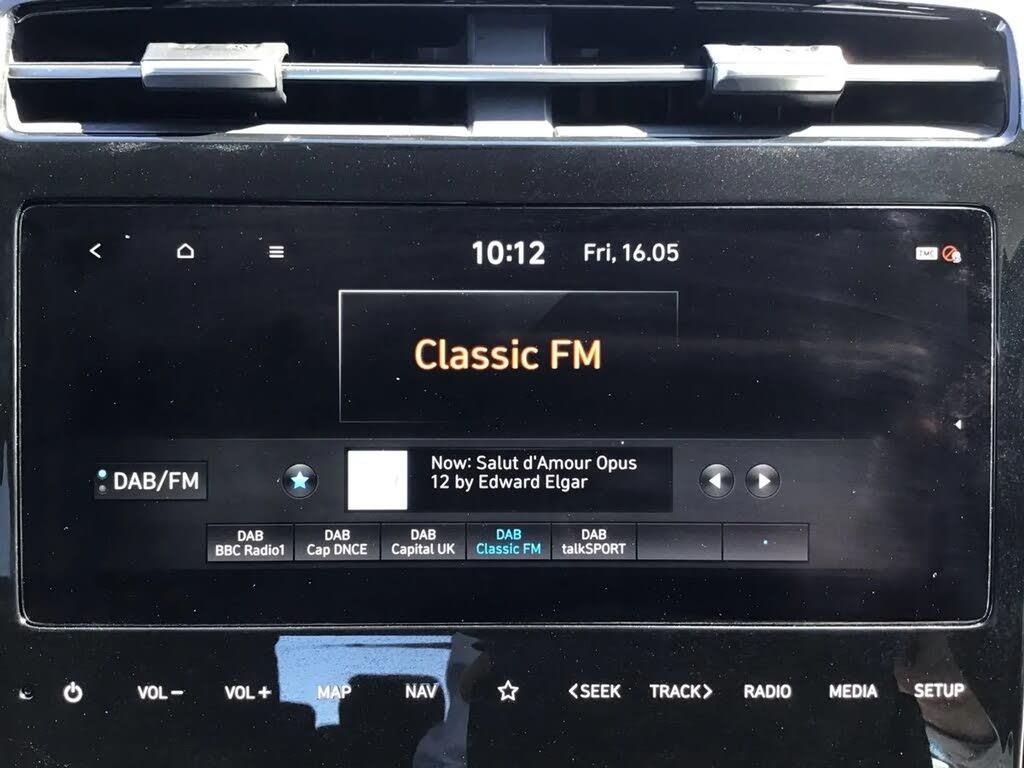 10:12 Fri, 16.05 TMC
Classic FM
DAB/FM
Now: Salut d'Amour Opus
12 by Edward Elgar
DAB DAB DAB DAB DAB
BBC Radio1 Cap DNCE Capital UK Classic FM talkSPORT
VOL− VOL+ MAP NAV <SEEK TRACK> RADIO MEDIA SETUP